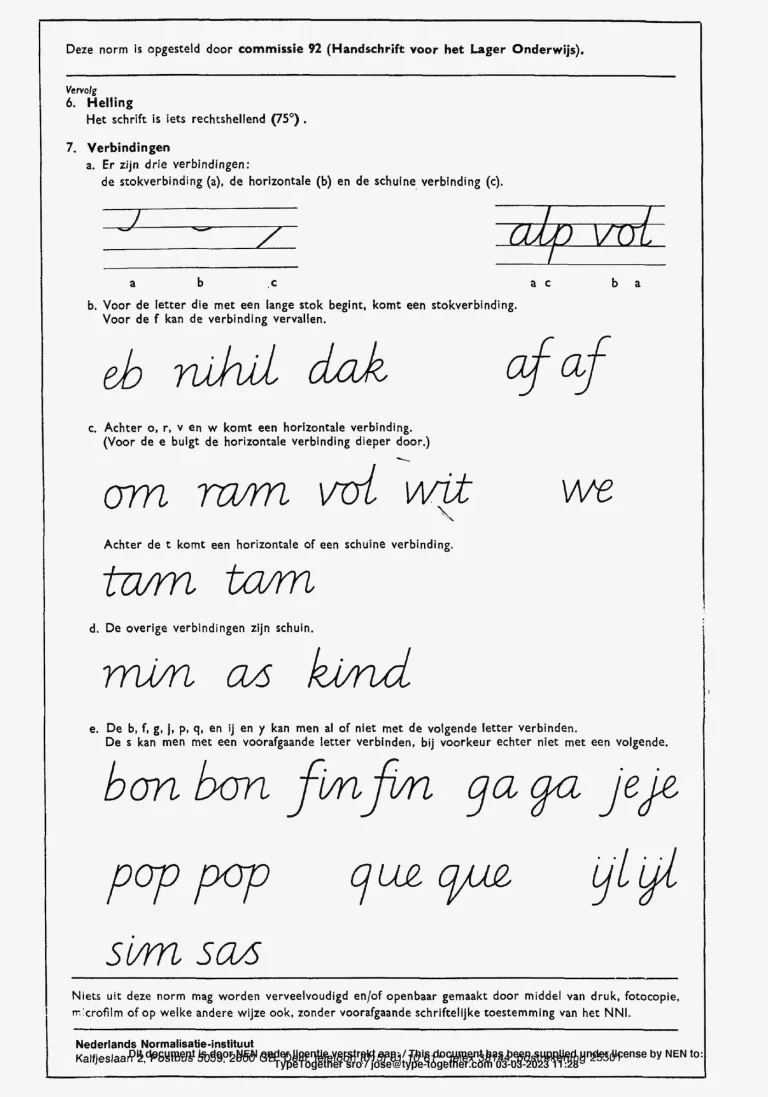 Deze norm is opgesteld door commissie 92 (Handschrift voor het Lager Onderwijs).
Vervolg
6. Helling
Het schrift is iets rechtshellend (75°).
7. Verbindingen
a. Er zijn drie verbindingen:
de stokverbinding (a), de horizontale (b) en de schuine verbinding (c).
alp vol
a b .c a c b a
b. Voor de letter die met een lange stok begint, komt een stokverbinding.
Voor de f kan de verbinding vervallen.
eb nihil dak af af
c. Achter o, r, v en w komt een horizontale verbinding.
(Voor de e buigt de horizontale verbinding dieper door.)
om ram vol wit we
Achter de t komt een horizontale of een schuine verbinding.
tam tam
d. De overige verbindingen zijn schuin.
min as kind
e. De b, f, g, j, p, q, en ij en y kan men al of niet met de volgende letter verbinden.
De s kan men met een voorafgaande letter verbinden, bij voorkeur echter niet met een volgende.
bon bon fin fin ga ga je je
pop pop que que ijl ijl
sim sas
Niets uit deze norm mag worden verveelvoudigd en/of openbaar gemaakt door middel van druk, fotocopie,
microfilm of op welke andere wijze ook, zonder voorafgaande schriftelijke toestemming van het NNI.
Nederlands Normalisatie-instituut
Kalfjeslaan 2, Postbus 5059, 2600 GB Delft
Dit document is door NEN onder licentie verstrekt aan: / This document has been supplied under license by NEN to:
TypeTogether sro / jose@type-together.com 03-03-2023 11:28